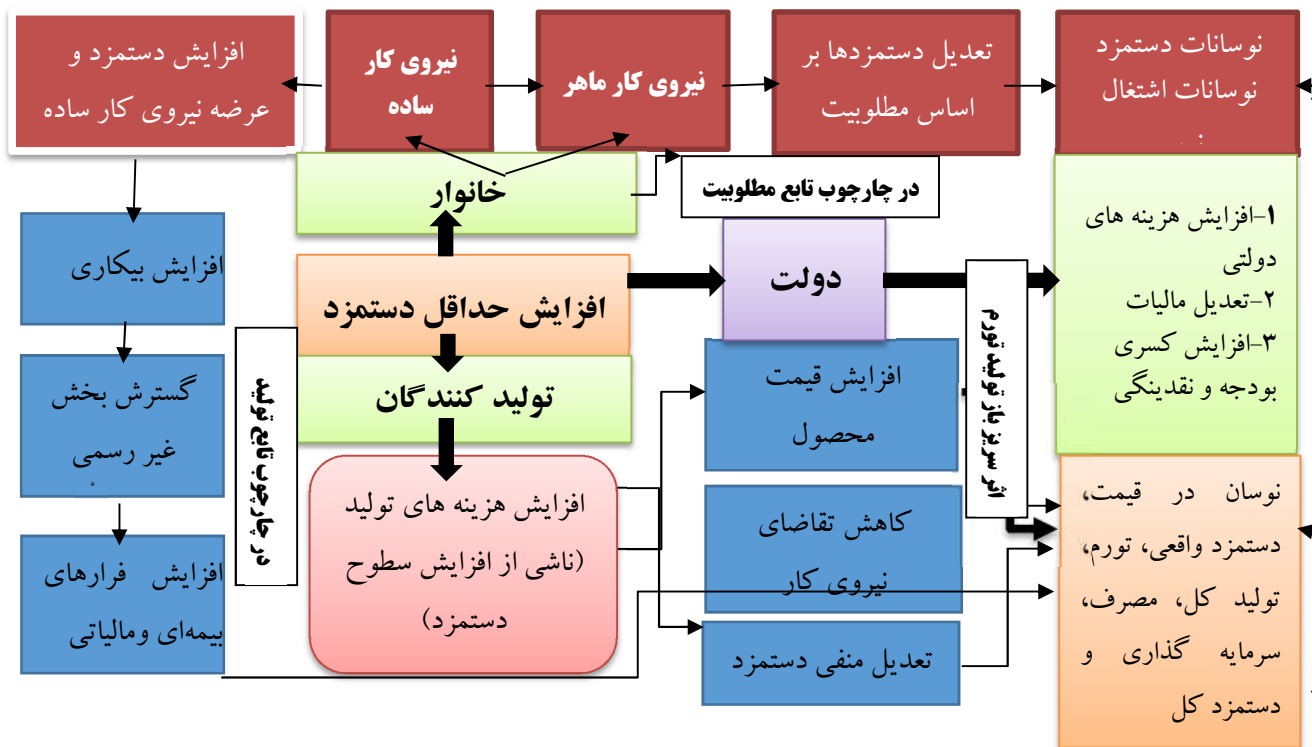 نوسانات دستمزد
نوسانات اشتغال
تعدیل دستمزدها بر
اساس مطلوبیت
نیروی کار ماهر
نیروی کار
ساده
افزایش دستمزد و
عرضه نیروی کار ساده
خانوار
در چارچوب تابع مطلوبیت
۱-افزایش هزینه های
دولتی
۲-تعدیل مالیات
۳-افزایش کسری
بودجه و نقدینگی
دولت
افزایش حداقل دستمزد
افزایش بیکاری
اثر سریز باز تولید تورم
افزایش قیمت
محصول
تولید کنندگان
در چارچوب تابع تولید
گسترش بخش
غیر رسمی
نوسان در قیمت،
دستمزد واقعی، تورم،
تولید کل، مصرف،
سرمایه گذاری و
دستمزد کل
کاهش تقاضای
نیروی کار
افزایش هزینه های تولید
(ناشی از افزایش سطوح
دستمزد)
افزایش فرارهای
بیمه‌ای ومالیاتی
تعدیل منفی دستمزد